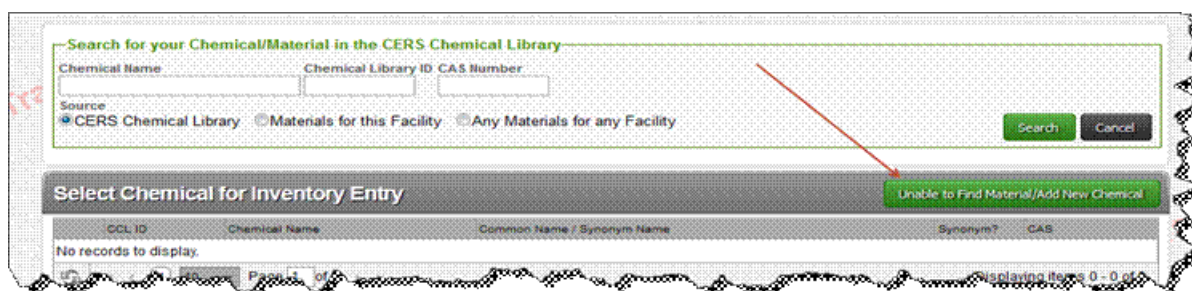 Search for your Chemical/Material in the CERS Chemical Library
Chemical Name Chemical Library ID CAS Number
Source
CERS Chemical Library Materials for this Facility Any Materials for any Facility
Search Cancel
Select Chemical for Inventory Entry Unable to Find Material/Add New Chemical
CCL ID Chemical Name Common Name / Synonym Name Synonym? CAS
No records to display.
Page 1 of Displaying items 0 - 0 of